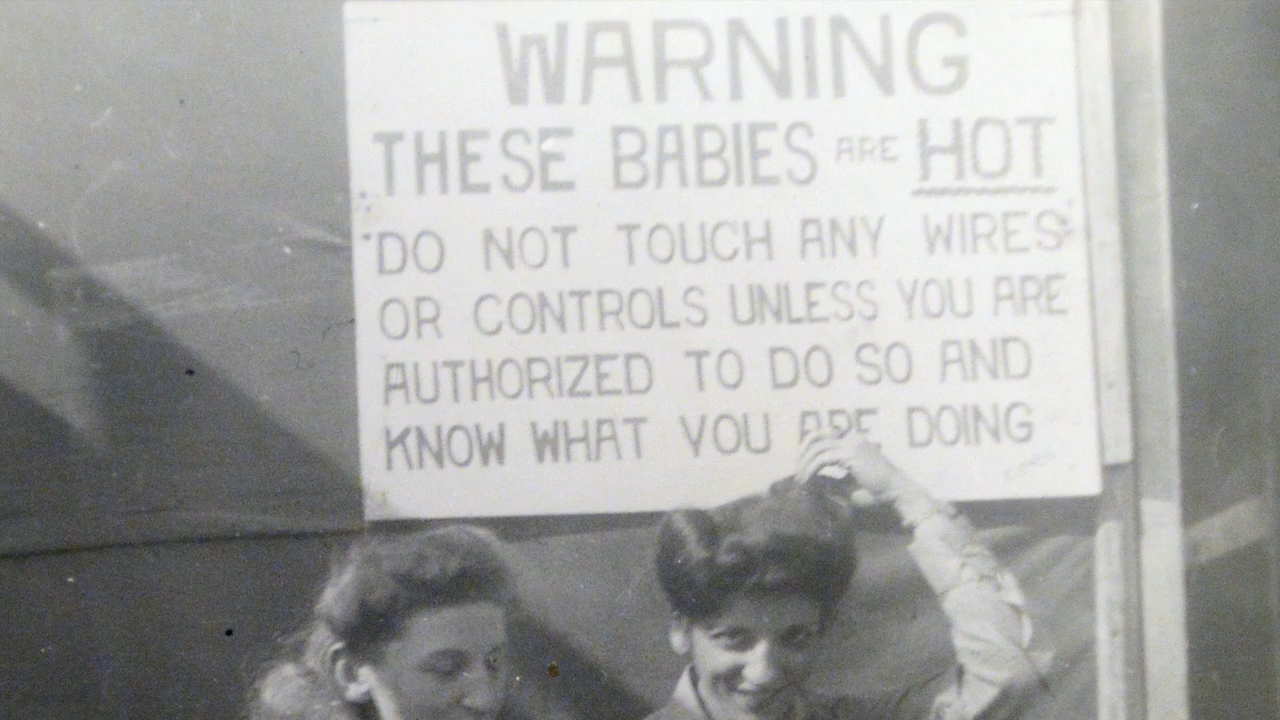 WARNING
THESE BABIES ARE HOT
DO NOT TOUCH ANY WIRES
OR CONTROLS UNLESS YOU ARE
AUTHORIZED TO DO SO AND
KNOW WHAT YOU ARE DOING